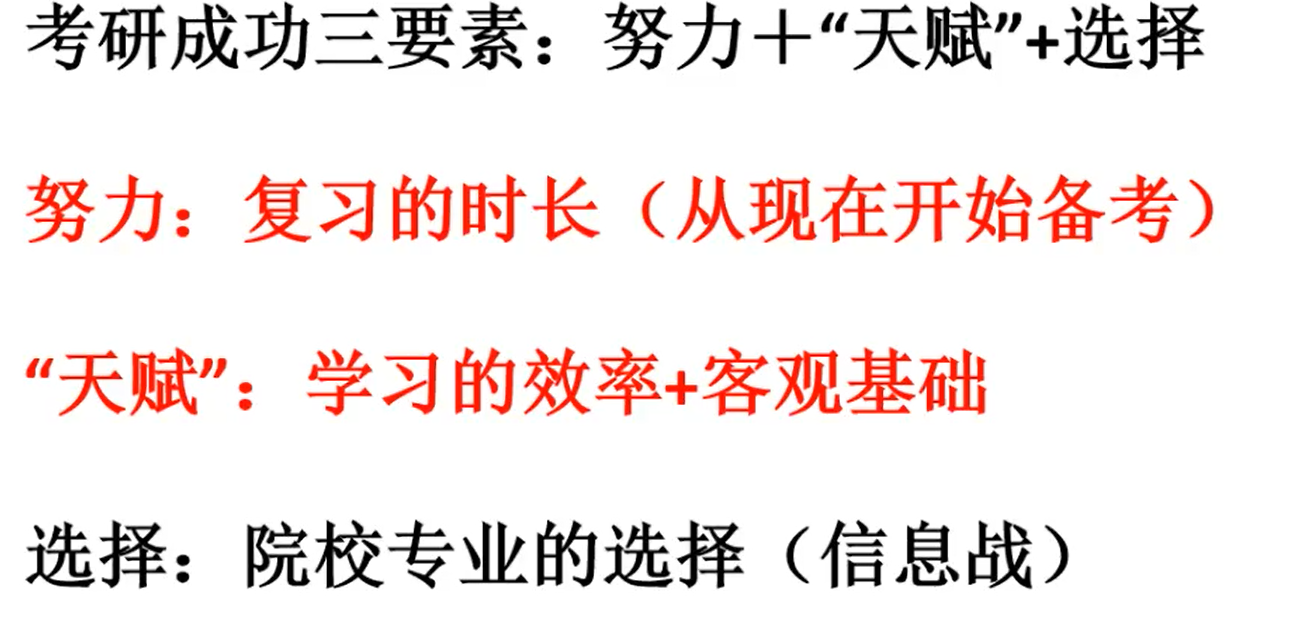 考研成功三要素：努力＋“天赋”+选择
努力：复习的时长（从现在开始备考）
“天赋”：学习的效率+客观基础
选择：院校专业的选择（信息战）